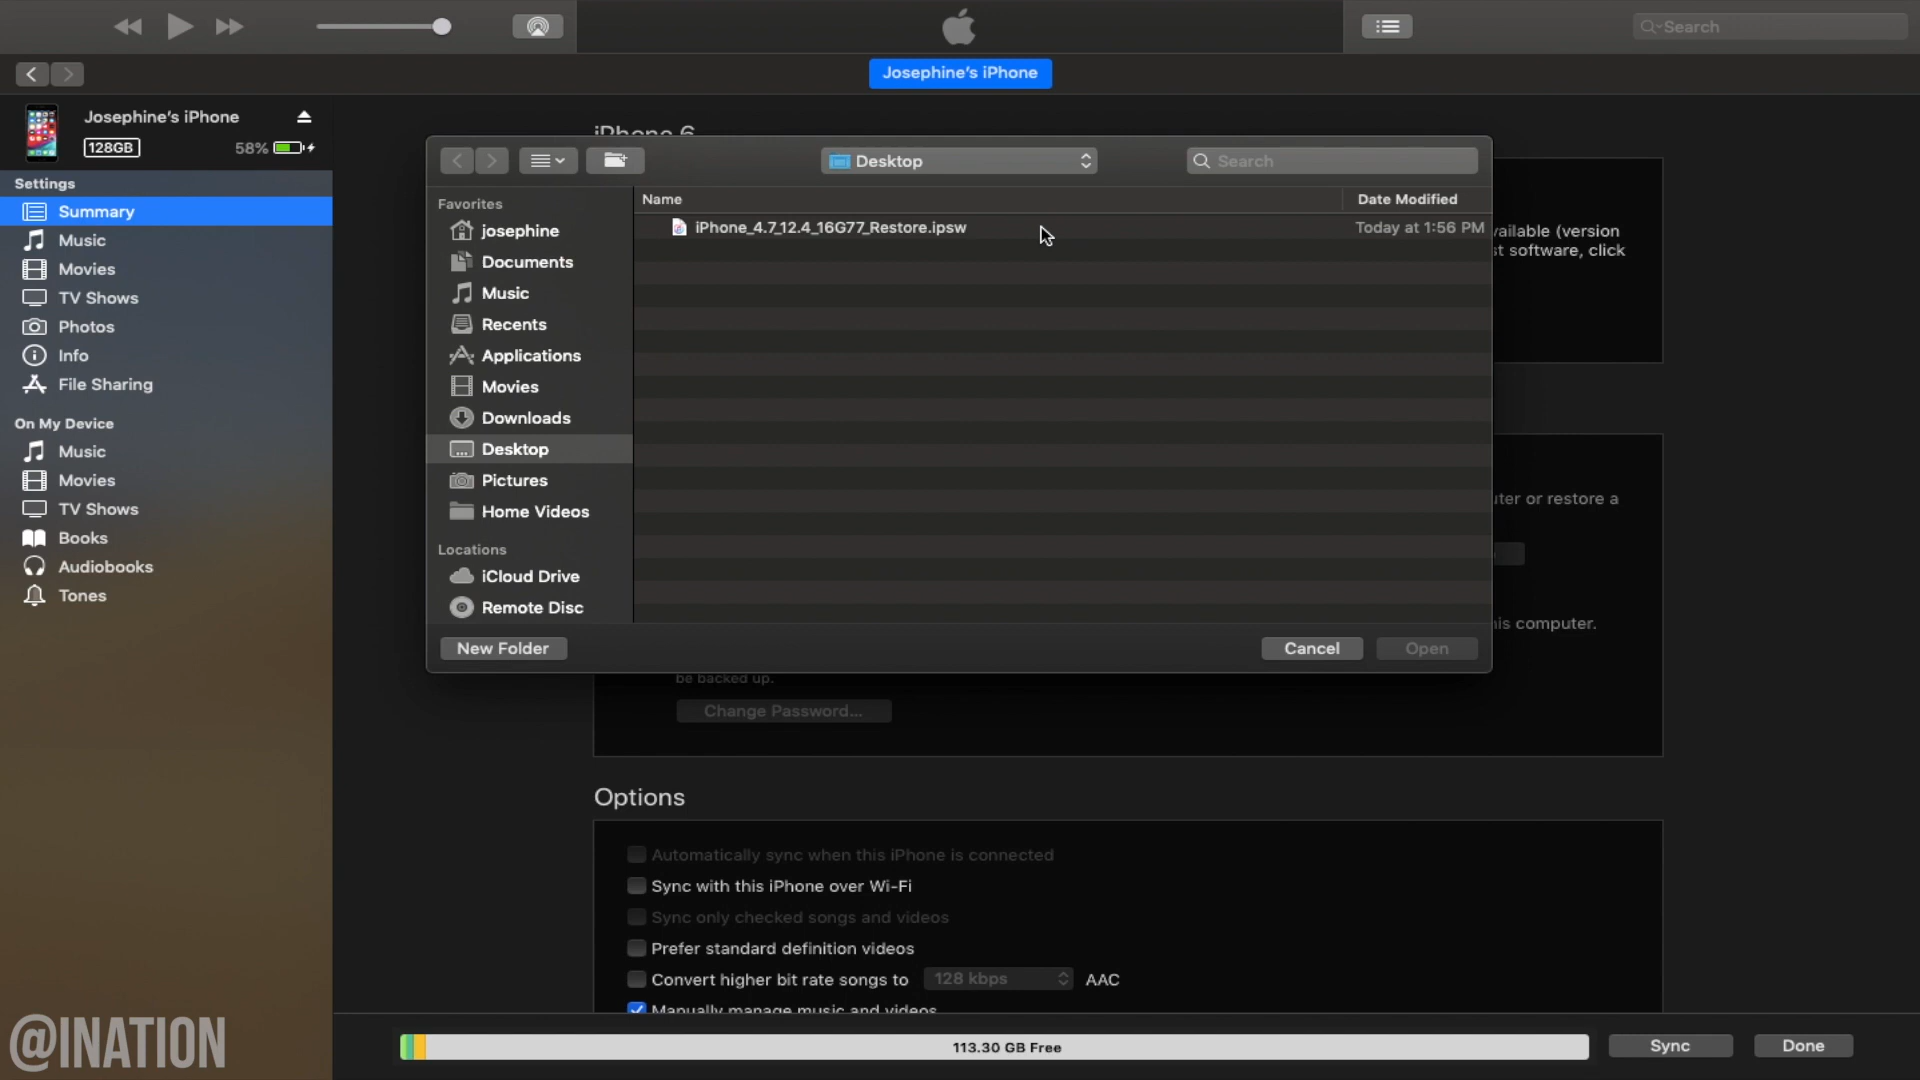 Search
Josephine's iPhone
Josephine's iPhone
128GB
58%
Settings
Summary
Music
Movies
TV Shows
Photos
Info
File Sharing
On My Device
Music
Movies
TV Shows
Books
Audiobooks
Tones
iPhone 6
Desktop
Search
Favorites
josephine
Documents
Music
Recents
Applications
Movies
Downloads
Desktop
Pictures
Home Videos
Locations
iCloud Drive
Remote Disc
Name
Date Modified
iPhone_4.7_12.4_16G77_Restore.ipsw
Today at 1:56 PM
New Folder
Cancel
Open
(version
software, click
or restore a
computer.
be backed up.
Change Password...
Options
Automatically sync when this iPhone is connected
Sync with this iPhone over Wi-Fi
Sync only checked songs and videos
Prefer standard definition videos
Convert higher bit rate songs to 128 kbps AAC
Manually manage music and videos
113.30 GB Free
Sync
Done
@INATION